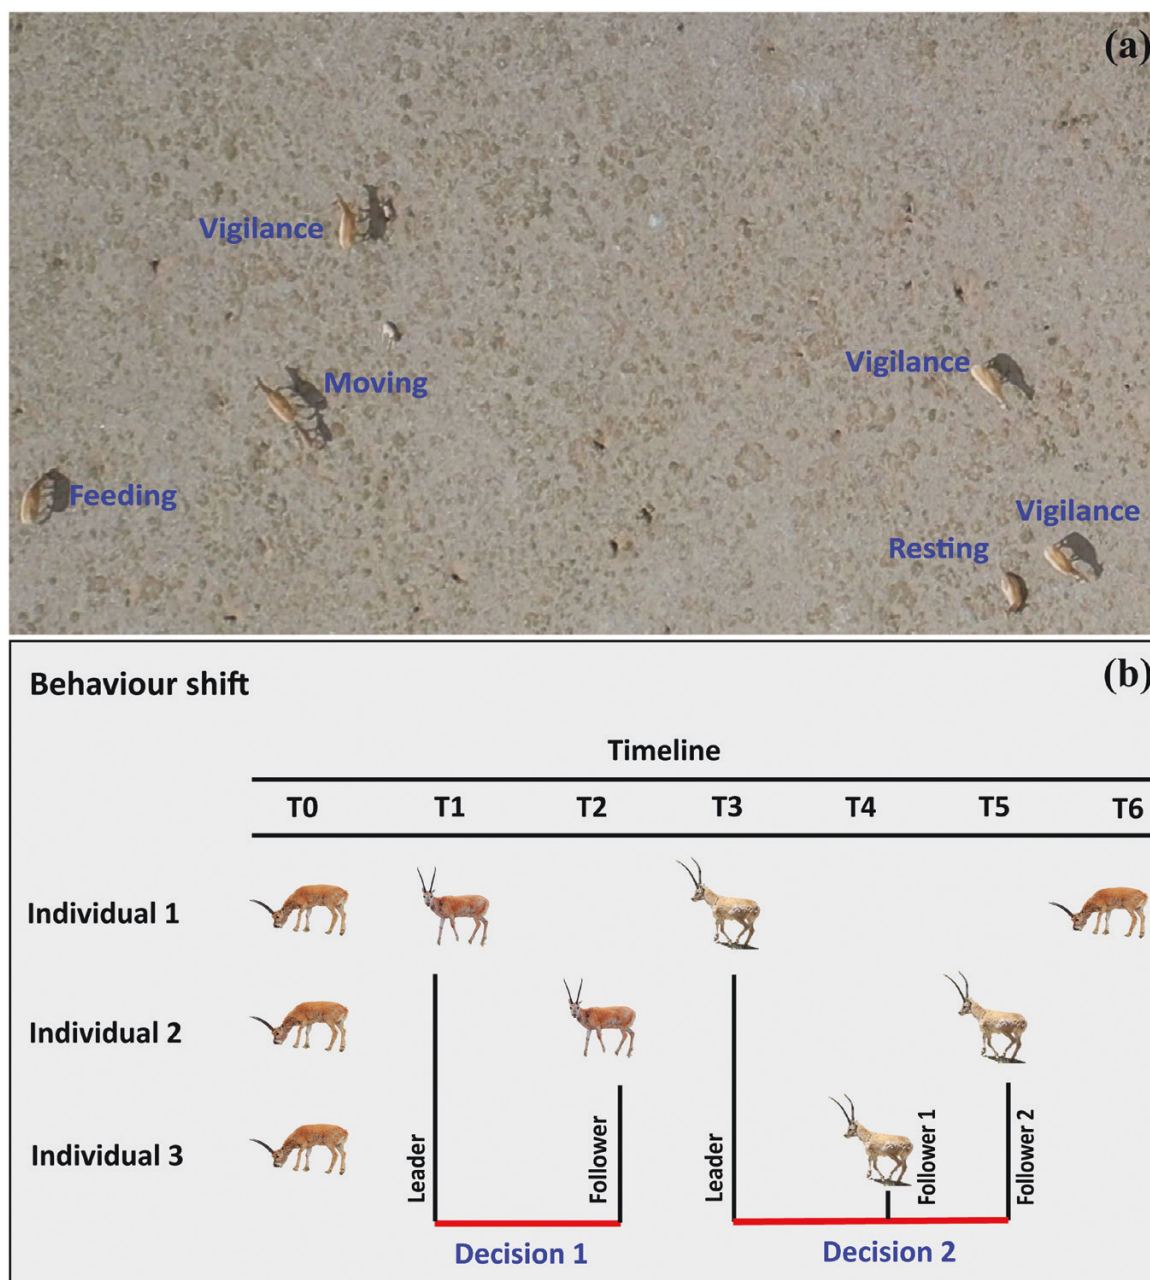 (a)
Vigilance
Moving
Vigilance
Feeding
Vigilance
Resting
(b)
Behaviour shift
Timeline
T0 T1 T2 T3 T4 T5 T6
Individual 1
Individual 2
Individual 3
Leader
Follower
Leader
Follower 1
Follower 2
Decision 1
Decision 2